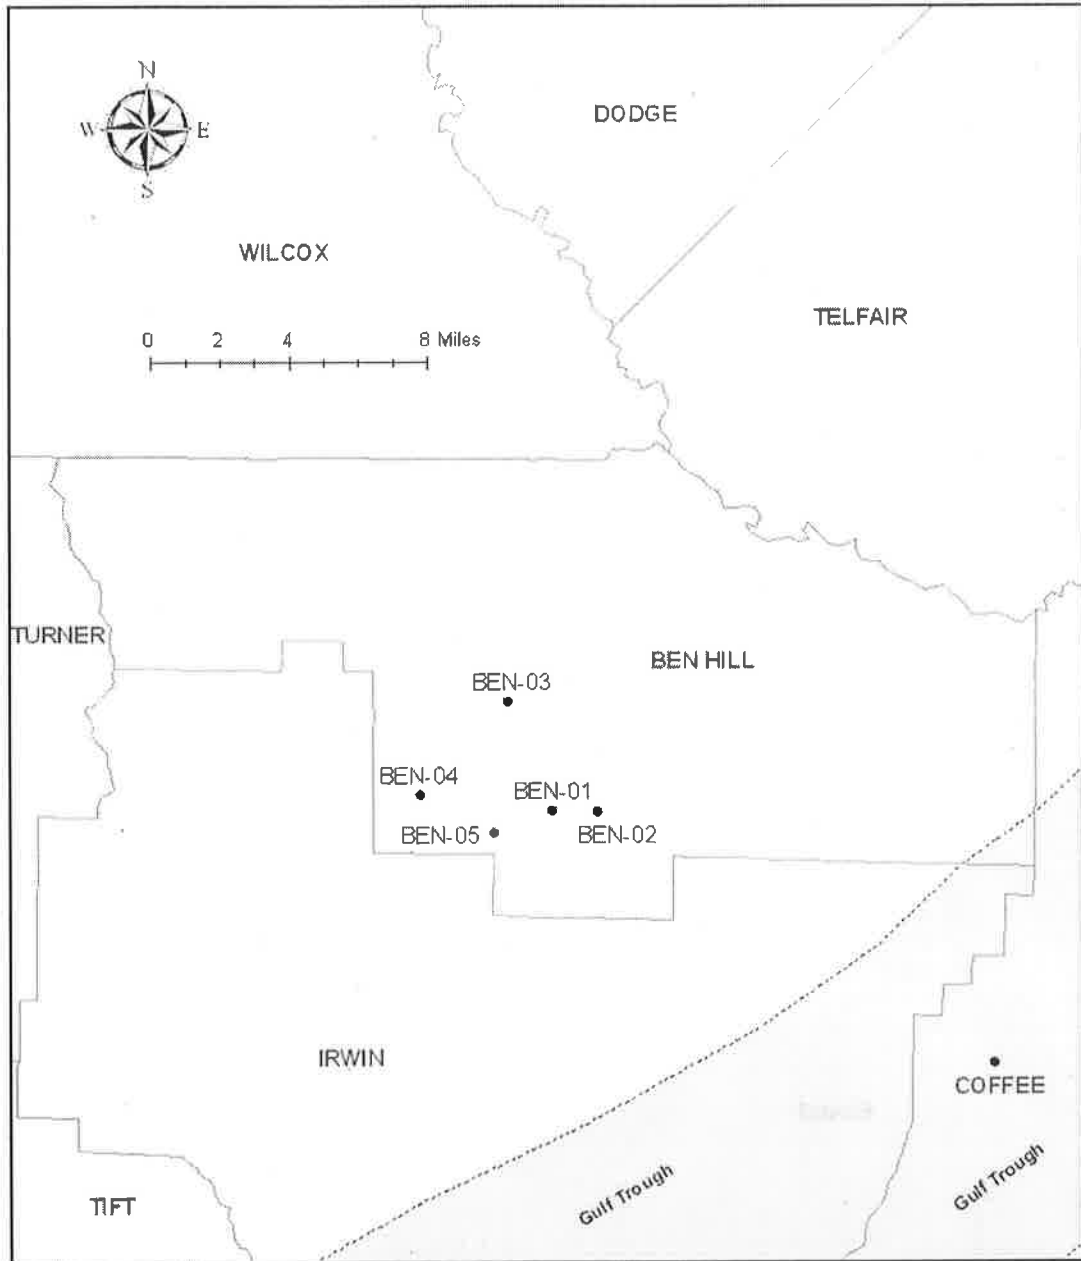 N
W E
S
DODGE
WILCOX
TELFAIR
0 2 4 8 Miles
TURNER
BEN HILL
BEN-03
BEN-04
BEN-01
BEN-05
BEN-02
IRWIN
COFFEE
Gulf Trough
Gulf Trough
TIFT